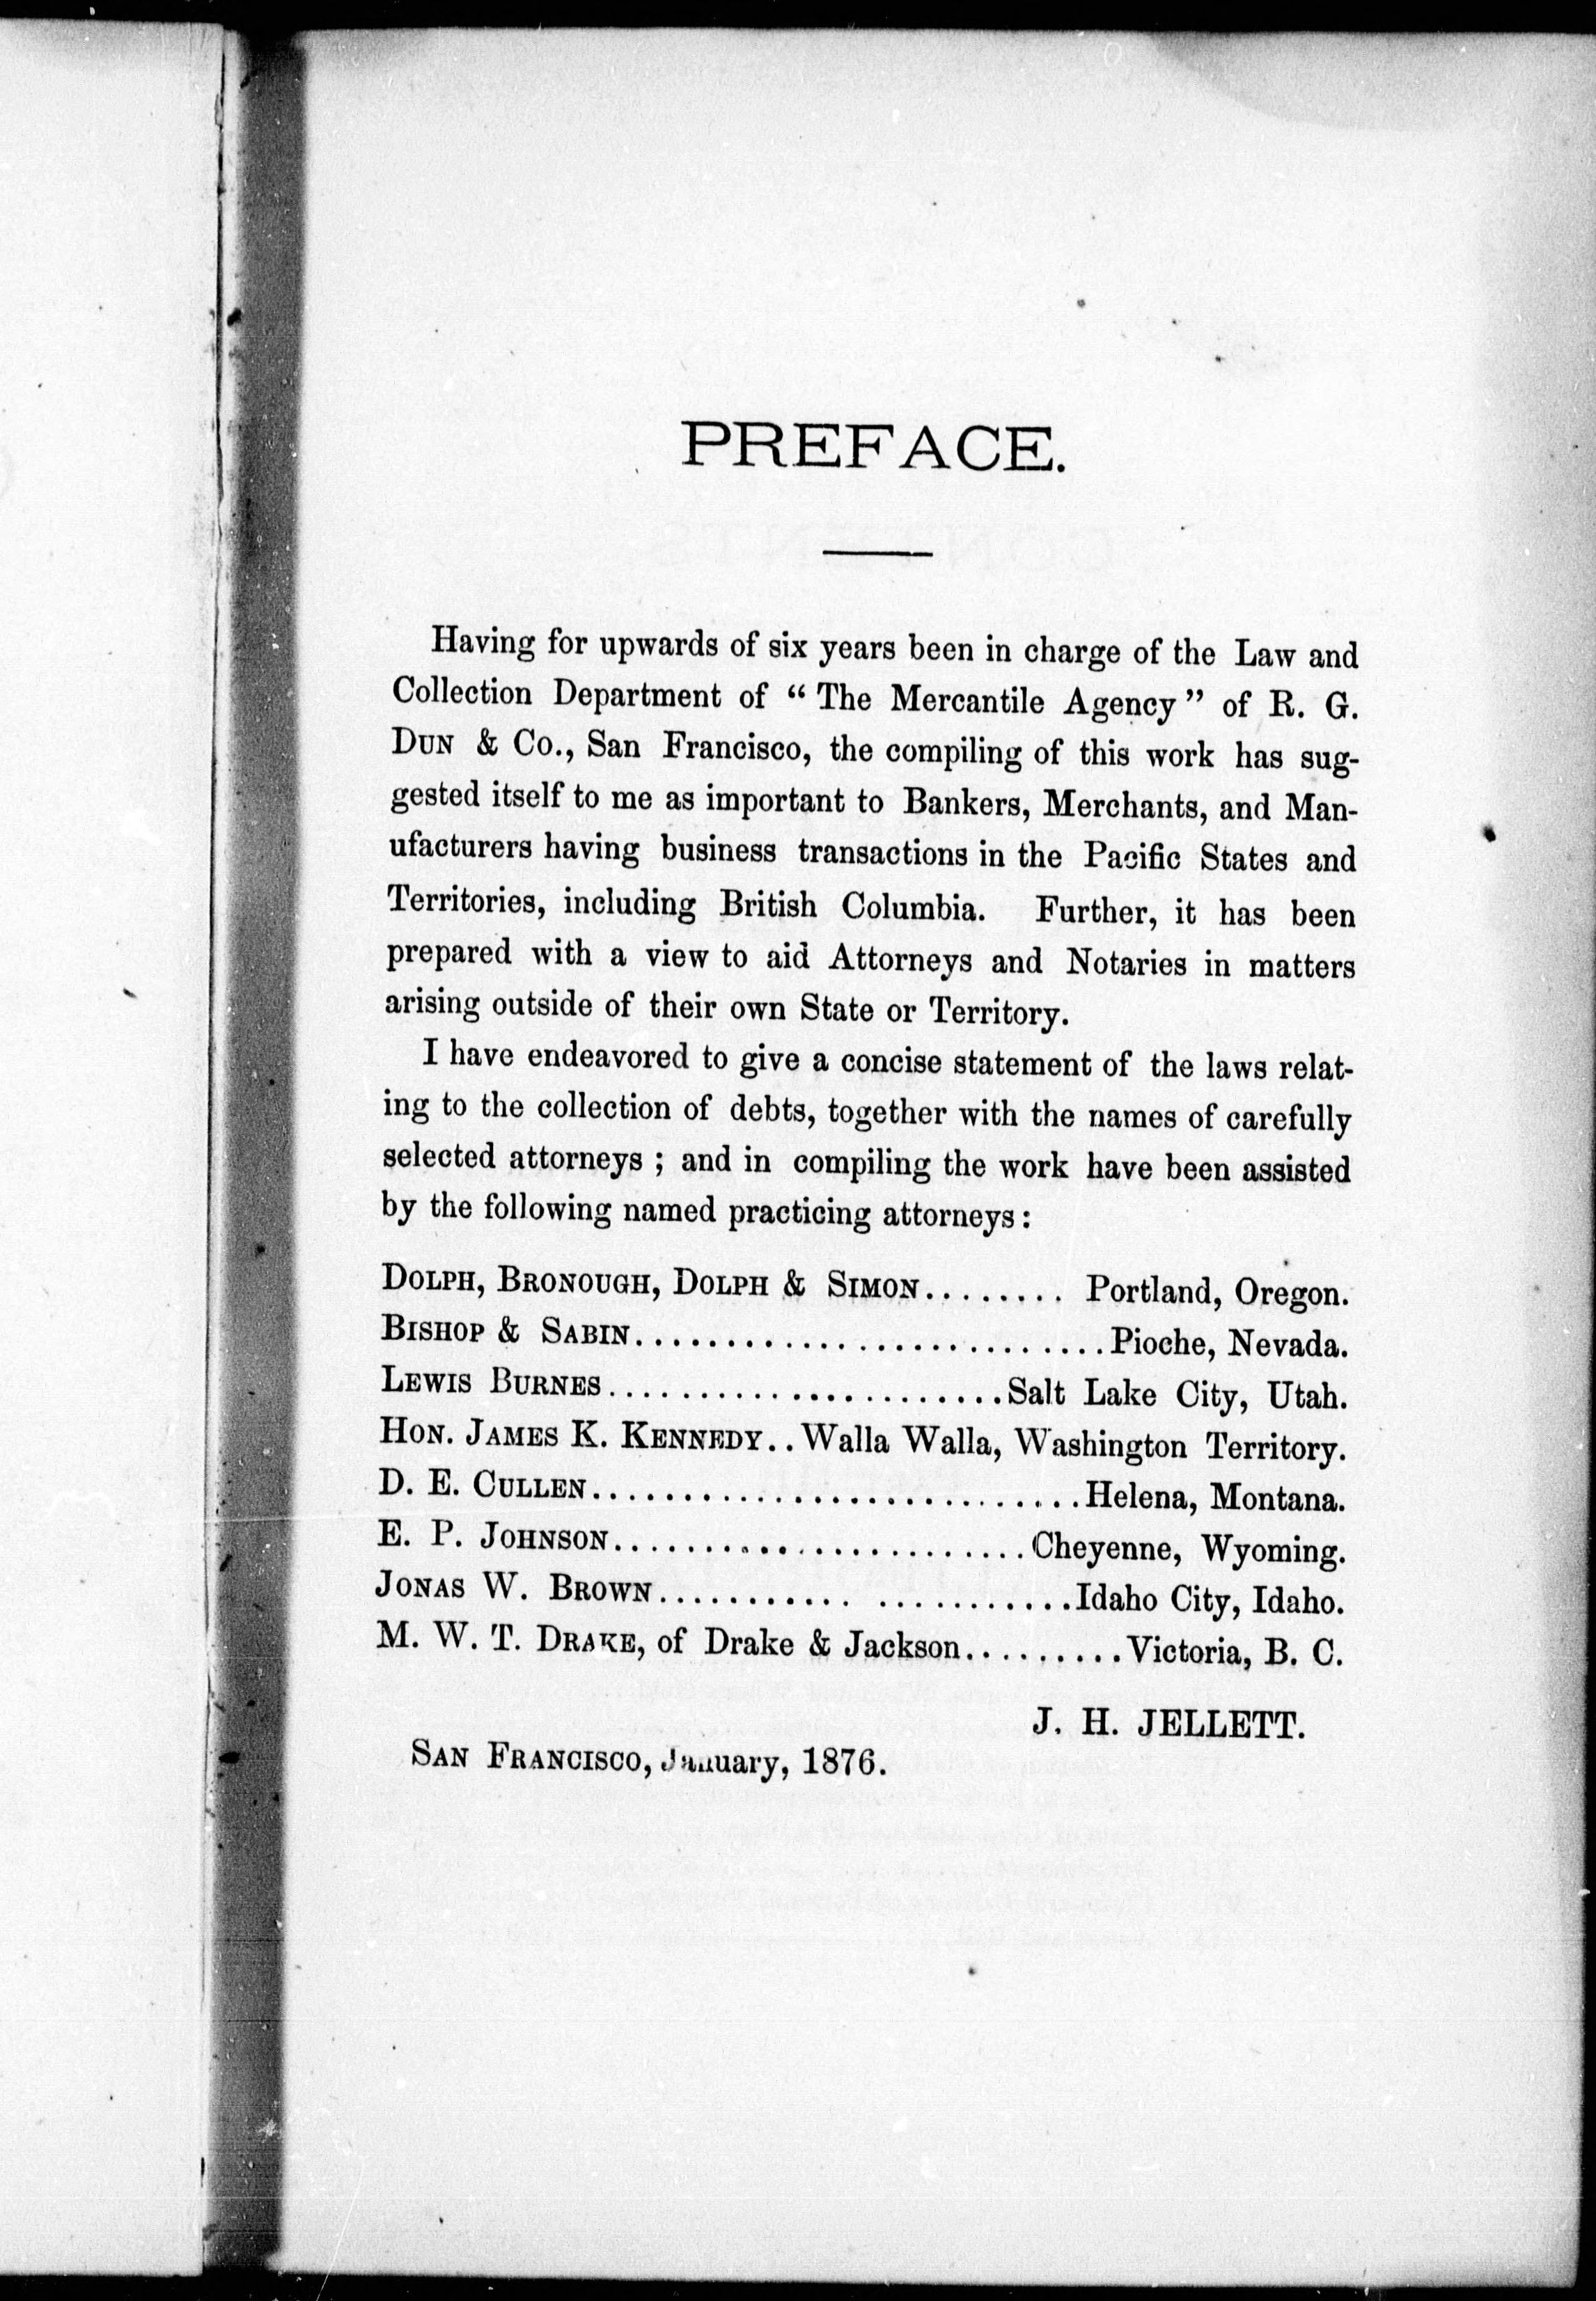 PREFACE.
Having for upwards of six years been in charge of the Law and
Collection Department of “ The Mercantile Agency ” of R. G.
DUN & Co., San Francisco, the compiling of this work has sug-
gested itself to me as important to Bankers, Merchants, and Man-
ufacturers having business transactions in the Pacific States and
Territories, including British Columbia. Further, it has been
prepared with a view to aid Attorneys and Notaries in matters
arising outside of their own State or Territory.
I have endeavored to give a concise statement of the laws relat-
ing to the collection of debts, together with the names of carefully
selected attorneys ; and in compiling the work have been assisted
by the following named practicing attorneys :
DOLPH, BRONOUGH, DOLPH & SIMON........ Portland, Oregon.
BISHOP & SABIN...........................Pioche, Nevada.
LEWIS BURNES.......................Salt Lake City, Utah.
HON. JAMES K. KENNEDY..Walla Walla, Washington Territory.
D. E. CULLEN............................Helena, Montana.
E. P. JOHNSON........................Cheyenne, Wyoming.
JONAS W. BROWN........... ...........Idaho City, Idaho.
M. W. T. DRAKE, of Drake & Jackson.........Victoria, B. C.
J. H. JELLETT.
SAN FRANCISCO, January, 1876.